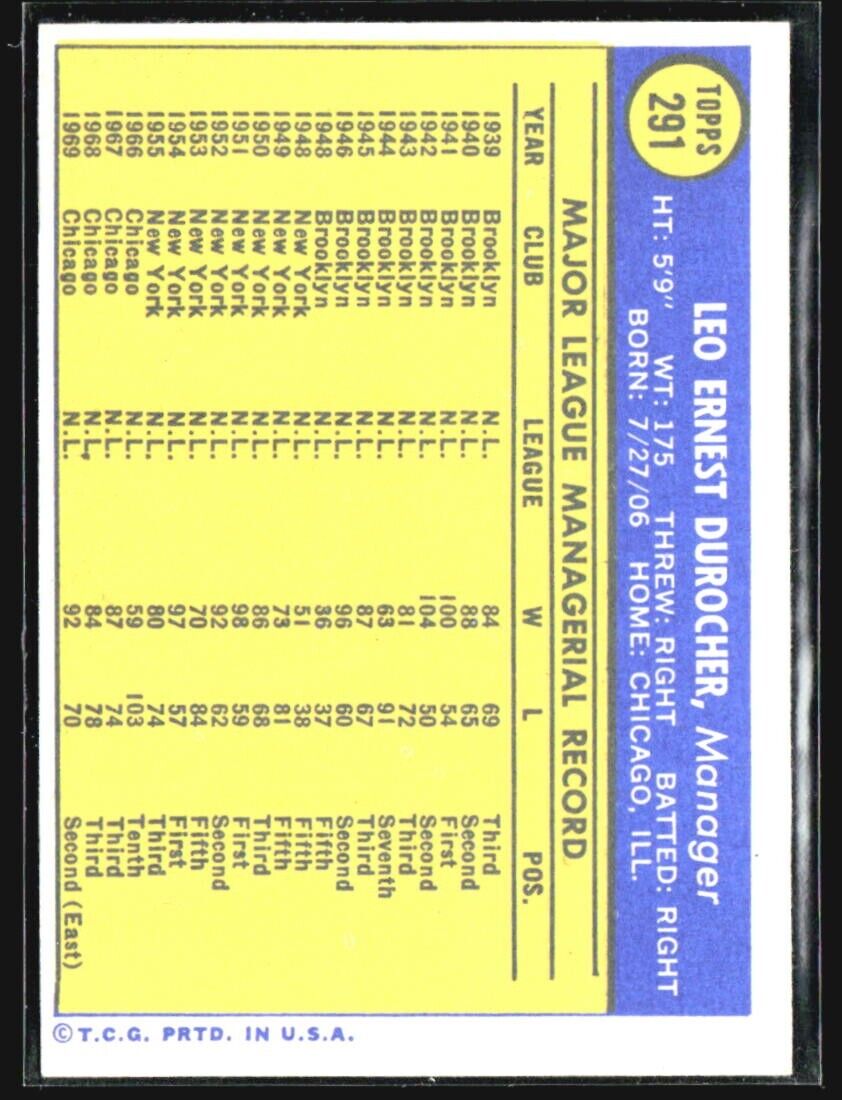 TOPPS
291
LEO ERNEST DUROCHER, Manager
HT: 5'9" WT: 175 THREW: RIGHT BATTED: RIGHT
BORN: 7/27/06 HOME: CHICAGO, ILL.
MAJOR LEAGUE MANAGERIAL RECORD
YEAR CLUB LEAGUE W L POS.
1939 Brooklyn N.L. 84 69 Third
1940 Brooklyn N.L. 88 65 Second
1941 Brooklyn N.L. 100 54 First
1942 Brooklyn N.L. 104 50 Second
1943 Brooklyn N.L. 81 72 Third
1944 Brooklyn N.L. 63 91 Seventh
1945 Brooklyn N.L. 87 67 Third
1946 Brooklyn N.L. 96 60 Second
1948 Brooklyn N.L. 36 37 Fifth
1948 New York N.L. 51 38 Fifth
1949 New York N.L. 73 81 Fifth
1950 New York N.L. 86 68 Third
1951 New York N.L. 98 59 First
1952 New York N.L. 92 62 Second
1953 New York N.L. 70 84 Fifth
1954 New York N.L. 97 57 First
1955 New York N.L. 80 74 Third
1966 Chicago N.L. 59 103 Tenth
1967 Chicago N.L. 87 74 Third
1968 Chicago N.L. 84 78 Third
1969 Chicago N.L. 92 70 Second (East)
© T.C.G. PRTD. IN U.S.A.